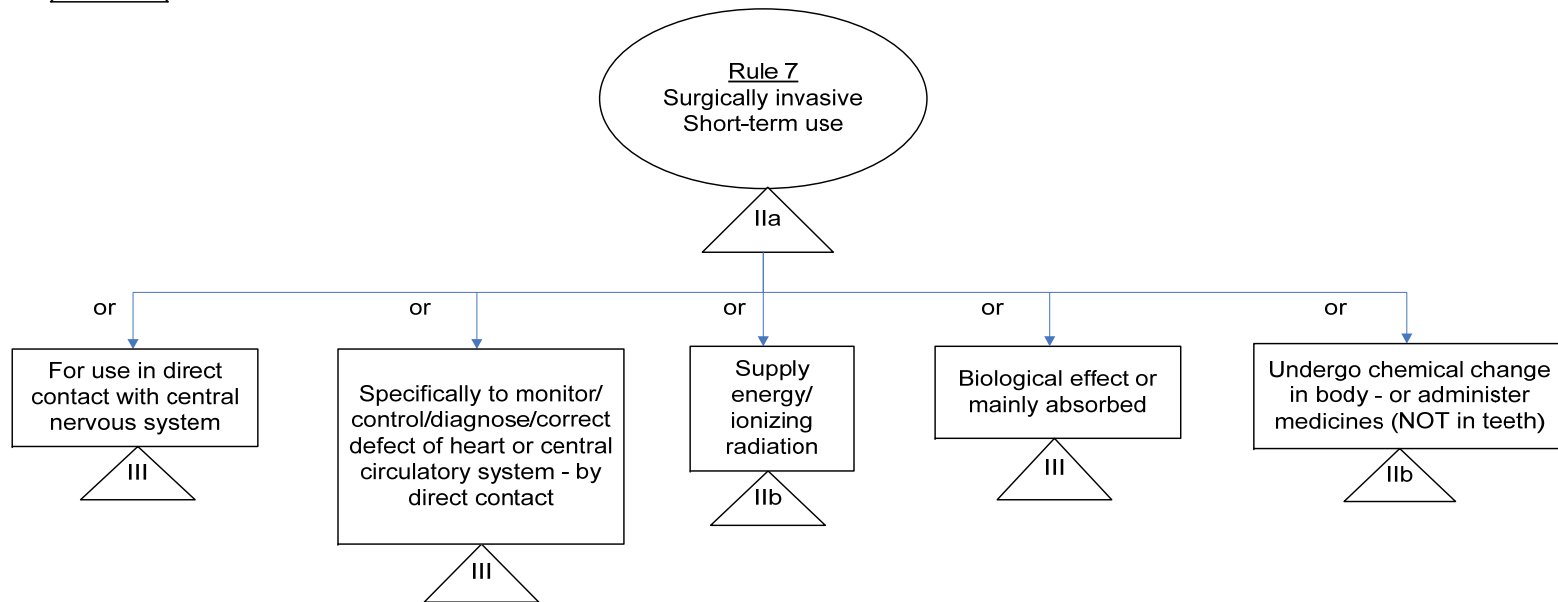 Rule 7
Surgically invasive
Short-term use
IIa
or
or
or
or
or
For use in direct
contact with central
nervous system
III
Specifically to monitor/
control/diagnose/correct
defect of heart or central
circulatory system - by
direct contact
III
Supply
energy/
ionizing
radiation
IIb
Biological effect or
mainly absorbed
III
Undergo chemical change
in body - or administer
medicines (NOT in teeth)
IIb